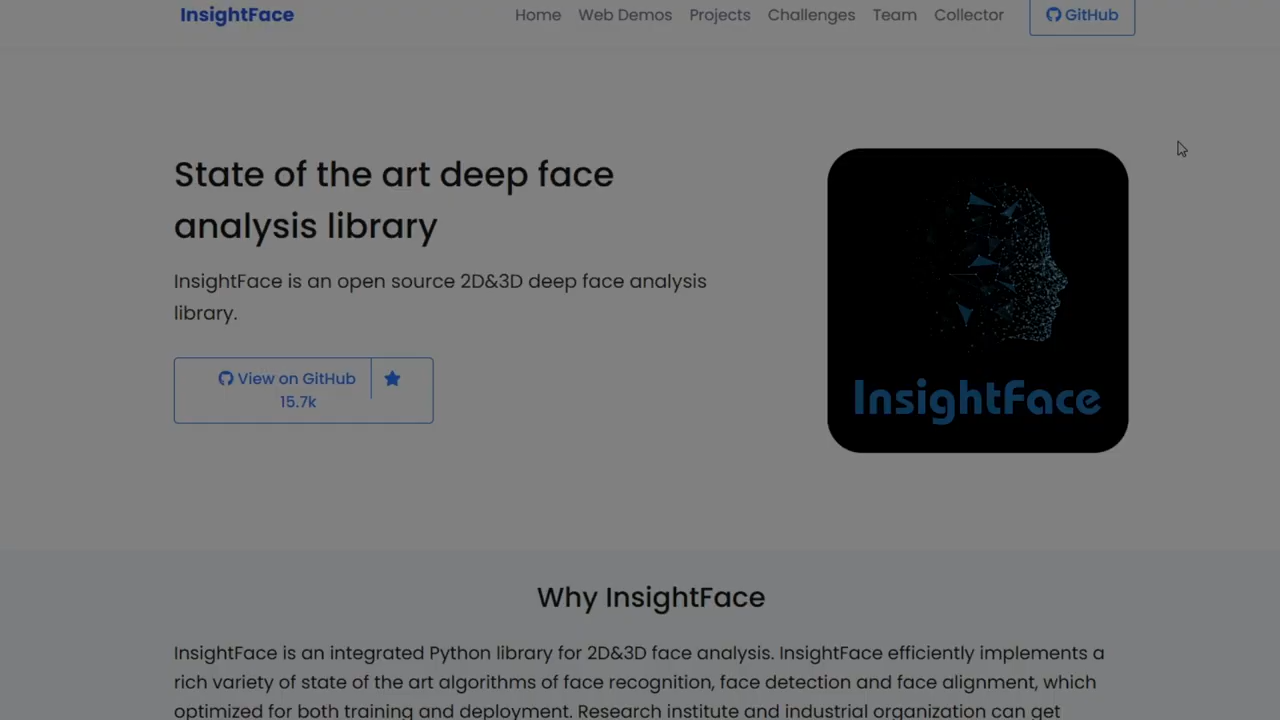 InsightFace
Home Web Demos Projects Challenges Team Collector GitHub
State of the art deep face
analysis library
InsightFace is an open source 2D&3D deep face analysis
library.
View on GitHub
15.7k
InsightFace
Why InsightFace
InsightFace is an integrated Python library for 2D&3D face analysis. InsightFace efficiently implements a
rich variety of state of the art algorithms of face recognition, face detection and face alignment, which
optimized for both training and deployment. Research institute and industrial organization can get